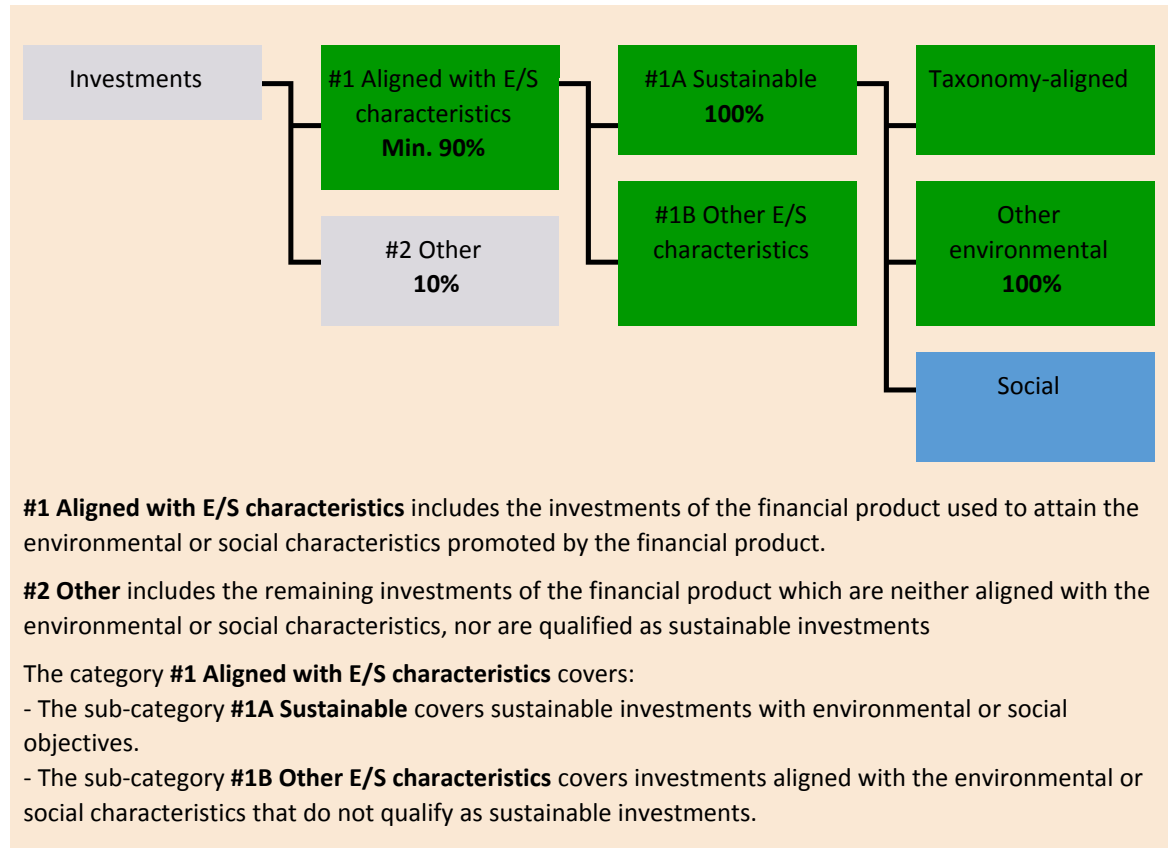 Investments
#1 Aligned with E/S
characteristics
Min. 90%
#2 Other
10%
#1A Sustainable
100%
#1B Other E/S
characteristics
Taxonomy-aligned
Other
environmental
100%
Social
#1 Aligned with E/S characteristics includes the investments of the financial product used to attain the
environmental or social characteristics promoted by the financial product.
#2 Other includes the remaining investments of the financial product which are neither aligned with the
environmental or social characteristics, nor are qualified as sustainable investments
The category #1 Aligned with E/S characteristics covers:
- The sub-category #1A Sustainable covers sustainable investments with environmental or social
objectives.
- The sub-category #1B Other E/S characteristics covers investments aligned with the environmental or
social characteristics that do not qualify as sustainable investments.